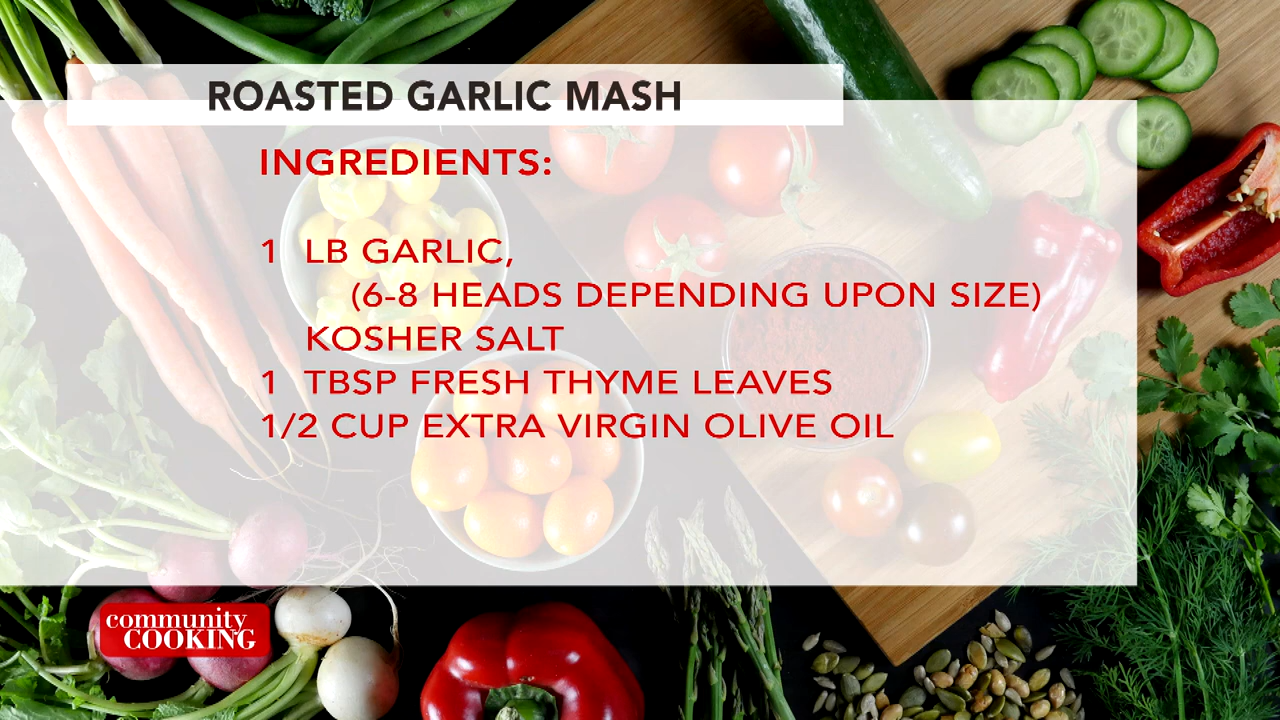 ROASTED GARLIC MASH
INGREDIENTS:
1 LB GARLIC,
(6-8 HEADS DEPENDING UPON SIZE)
KOSHER SALT
1 TBSP FRESH THYME LEAVES
1/2 CUP EXTRA VIRGIN OLIVE OIL
community
COOKING